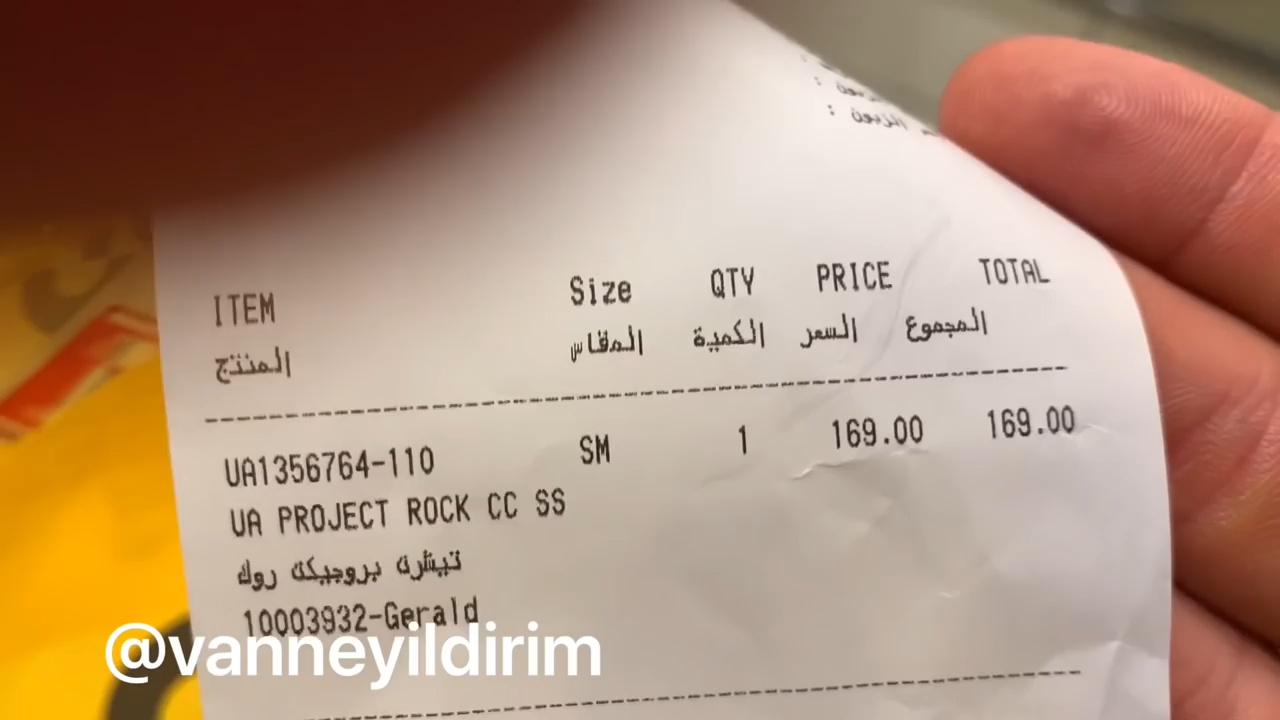 الزبون :
ITEM Size QTY PRICE TOTAL
المنتج المقاس الكمية السعر المجموع
UA1356764-110 SM 1 169.00 169.00
UA PROJECT ROCK CC SS
تيشرت بروجيكت روك
10003932-Gerald
@vanneyildirim